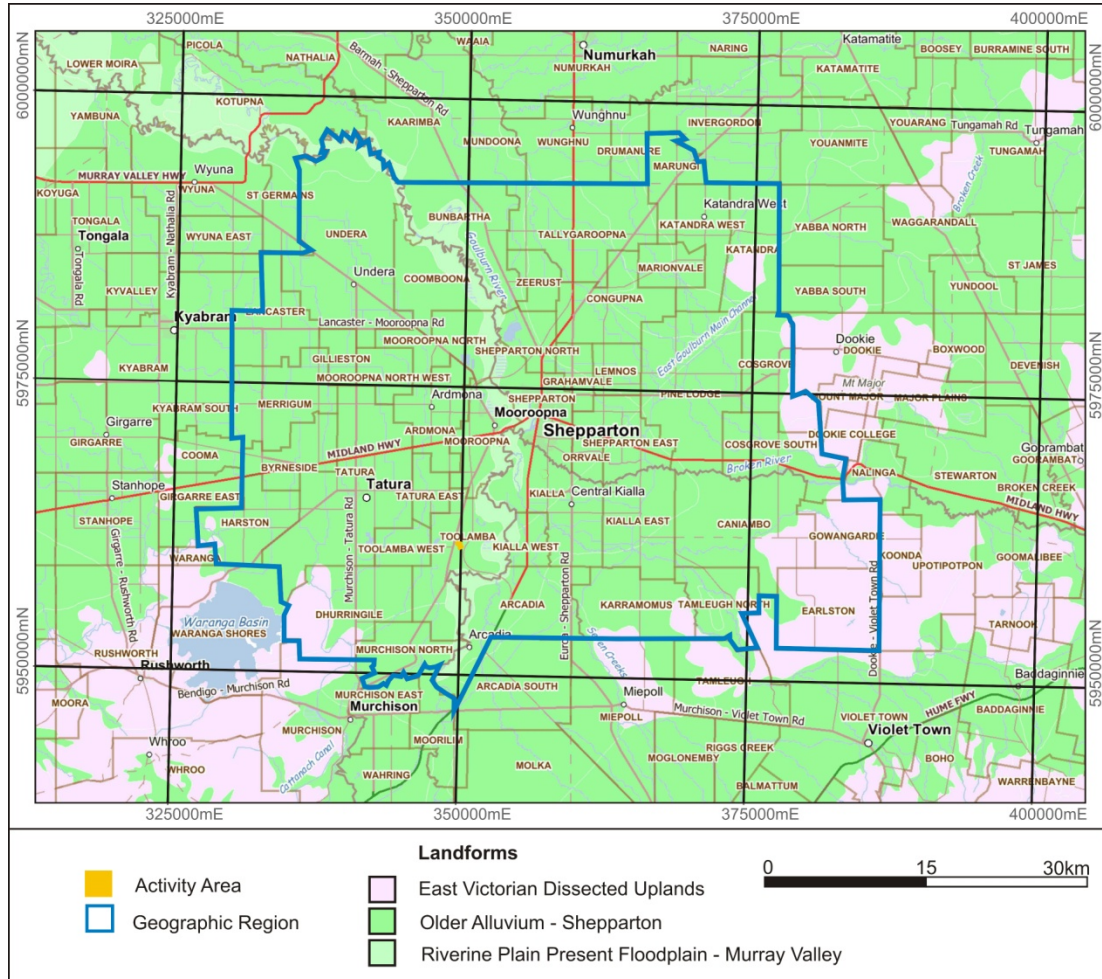 325000mE 350000mE 375000mE 400000mE
PICOLA
WAAIA
Katamatite
LOWER MOIRA
NATHALIA
Barmah - Shepparton Rd
Numurkah
NARING
BOOSEY
BURRAMINE SOUTH
NUMURKAH
KATAMATITE
6000000mN
KOTUPNA
6000000mN
YAMBUNA
KAARIMBA
Wunghnu
INVERGORDON
YOUARANG
Tungamah Rd
Tungamah
MUNDOONA
WUNGHNU
DRUMANURE
YOUANMITE
TUNGAMAH
Wyuna
MARUNGI
MURRAY VALLEY HWY
KOYUGA
WYUNA
ST GERMAINS
Broken Creek
TONGALA
Kyabram - Nathalia Rd
BUNBARTHA
Katandra West
WAGGARANDALL
Tongala
WYUNA EAST
UNDERA
TALLYGAROOPNA
KATANDRA WEST
YABBA NORTH
Tongala Rd
Goulburn River
KATANDRA
ST JAMES
Undera
COOMBOONA
ZEERUST
MARIONVALE
KYVALLEY
YABBA SOUTH
YUNDOOL
CONGUPNA
LANCASTER
Lancaster - Mooroopna Rd
East Goulburn Main Channel
Kyabram
MOOROOPNA NORTH
Dookie
SHEPPARTON NORTH
DOOKIE
BOXWOOD
GILLIESTON
COSGROVE
DEVENISH
KYABRAM
MOOROOPNA NORTH WEST
LEMNOS
GRAHAMVALE
Mt Major
5975000mN
5975000mN
KYABRAM SOUTH
MERRIGUM
Ardmona
SHEPPARTON
PINE LODGE
MOUNT MAJOR
MAJOR PLAINS
Girgarre
Mooroopna
Shepparton
GIRGARRE
ARDMONA
MOOROOPNA
SHEPPARTON EAST
COSGROVE SOUTH
DOOKIE COLLEGE
Goorambat
COOMA
MIDLAND HWY
ORRVALE
GOORAMBAT
BYRNESIDE
TATURA
Broken River
NALINGA
STEWARTON
Stanhope
Tatura
TATURA EAST
KIALLA
Central Kialla
BROKEN CREEK
GIRGARRE EAST
MIDLAND HWY
STANHOPE
HARSTON
Murchison - Tatura Rd
KIALLA EAST
CANIAMBO
TOOLAMBA
GOWANGARDIE
Girgarre - Rushworth Rd
WARANGA
TOOLAMBA WEST
KIALLA WEST
KOONDA
GOOMALIBEE
UPOTIPOTPON
Euroa - Shepparton Rd
Dookie - Violet Town Rd
DHURRINGILE
ARCADIA
KARRAMOMUS
TAMLEUGH NORTH
EARLSTON
Waranga Basin
TARNOOK
WARANGA SHORES
Arcadia
RUSHWORTH
MURCHISON NORTH
Seven Creeks
5950000mN
5950000mN
Rushworth
Bendigo - Murchison Rd
TAMLEUGH
Baddaginnie
MURCHISON EAST
ARCADIA SOUTH
Miepoll
HUME FWY
MOORA
Murchison
MIEPOLL
Murchison - Violet Town Rd
VIOLET TOWN
BADDAGINNIE
MURCHISON
Violet Town
Whroo
MOORILIM
RIGGS CREEK
Cattanach Canal
MOLKA
MOGLONEMBY
BOHO
WHROO
WAHRING
BALMATTUM
WARRENBAYNE
325000mE 350000mE 375000mE 400000mE
Landforms
0 15 30km
Activity Area
East Victorian Dissected Uplands
Geographic Region
Older Alluvium - Shepparton
Riverine Plain Present Floodplain - Murray Valley